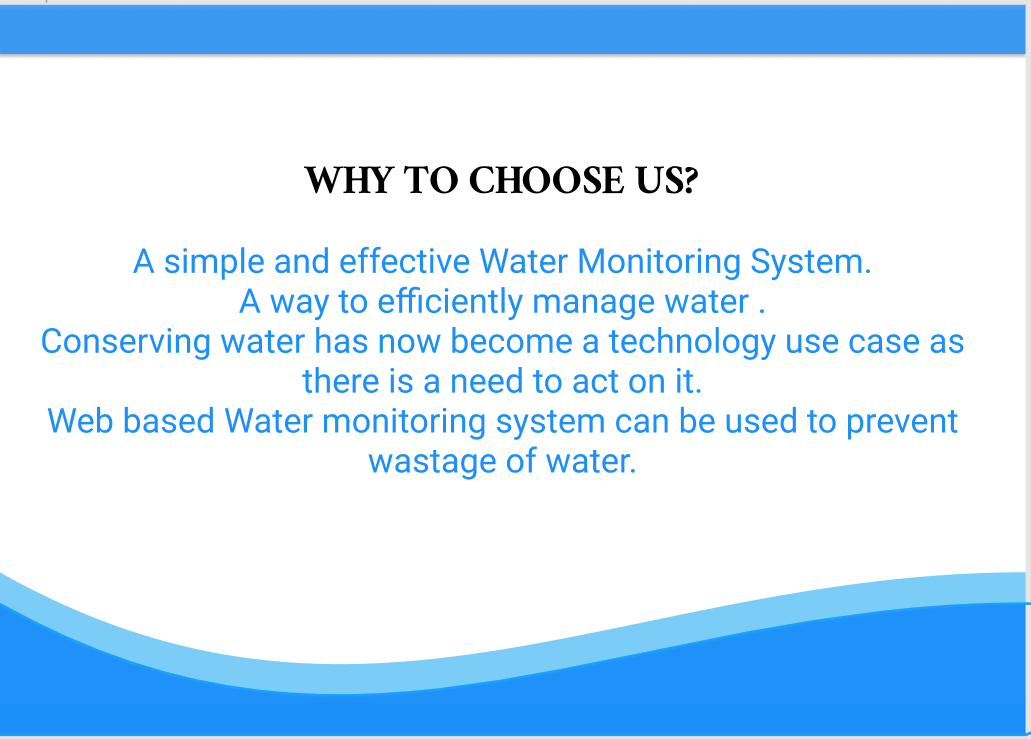 WHY TO CHOOSE US?
A simple and effective Water Monitoring System.
A way to efficiently manage water .
Conserving water has now become a technology use case as
there is a need to act on it.
Web based Water monitoring system can be used to prevent
wastage of water.